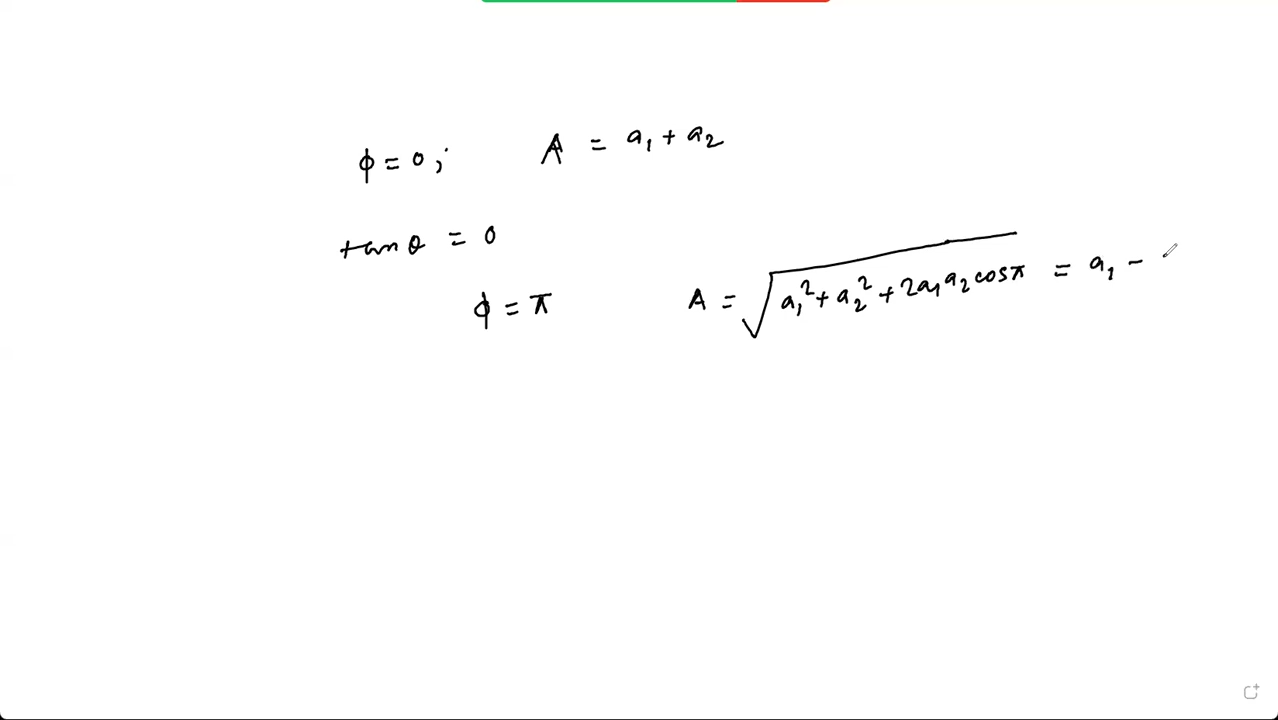 ϕ = 0 ; A = a₁ + a₂
tan θ = 0
ϕ = π A = √(a₁² + a₂² + 2a₁a₂ cos π) = a₁ −